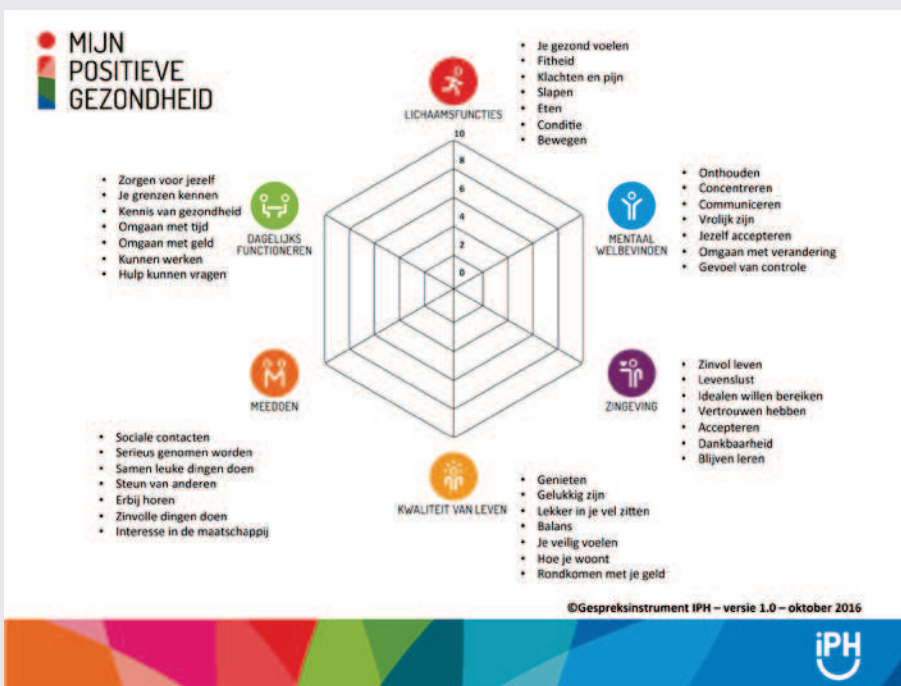 MIJN
POSITIEVE
GEZONDHEID
LICHAAMSFUNCTIES
• Je gezond voelen
• Fitheid
• Klachten en pijn
• Slapen
• Eten
• Conditie
• Bewegen
10
8
6
4
2
0
MENTAAL
WELBEVINDEN
• Onthouden
• Concentreren
• Communiceren
• Vrolijk zijn
• Jezelf accepteren
• Omgaan met verandering
• Gevoel van controle
ZINGEVING
• Zinvol leven
• Levenslust
• Idealen willen bereiken
• Vertrouwen hebben
• Accepteren
• Dankbaarheid
• Blijven leren
KWALITEIT VAN LEVEN
• Genieten
• Gelukkig zijn
• Lekker in je vel zitten
• Balans
• Je veilig voelen
• Hoe je woont
• Rondkomen met je geld
MEEDOEN
• Sociale contacten
• Serieus genomen worden
• Samen leuke dingen doen
• Steun van anderen
• Erbij horen
• Zinvolle dingen doen
• Interesse in de maatschappij
DAGELIJKS
FUNCTIONEREN
• Zorgen voor jezelf
• Je grenzen kennen
• Kennis van gezondheid
• Omgaan met tijd
• Omgaan met geld
• Kunnen werken
• Hulp kunnen vragen
©Gespreksinstrument IPH – versie 1.0 – oktober 2016
iPH